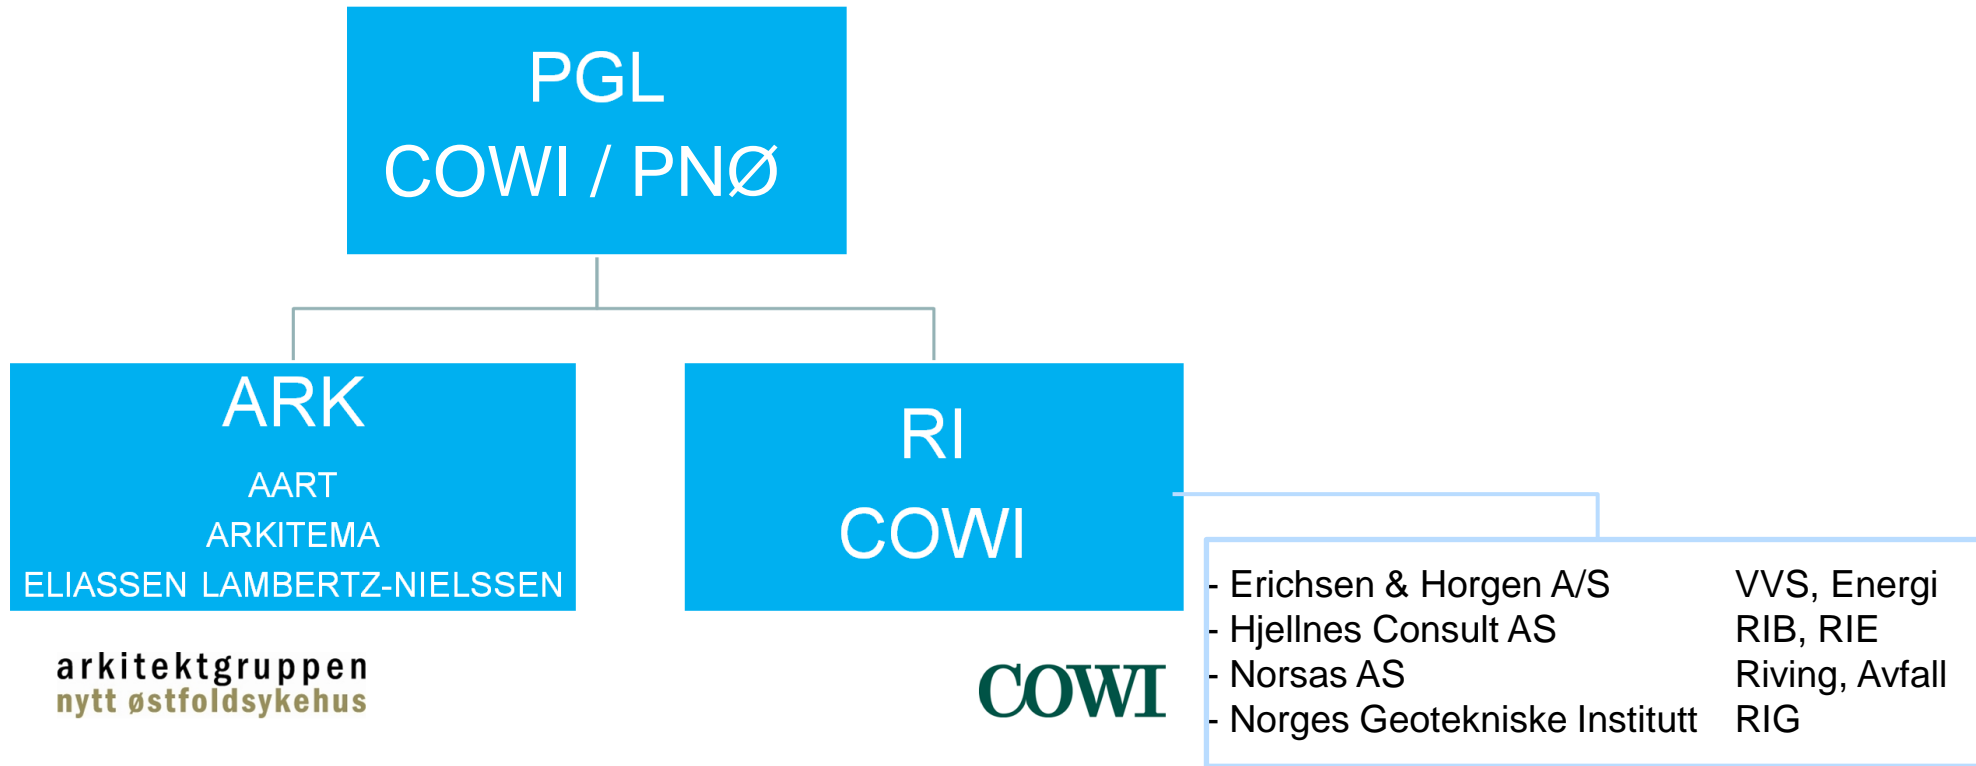 PGL
COWI / PNØ
ARK
AART
ARKITEMA
ELIASSEN LAMBERTZ-NIELSSEN
RI
COWI
arkitektgruppen
nytt østfoldsykehus
COWI
- Erichsen & Horgen A/S VVS, Energi
- Hjellnes Consult AS RIB, RIE
- Norsas AS Riving, Avfall
- Norges Geotekniske Institutt RIG